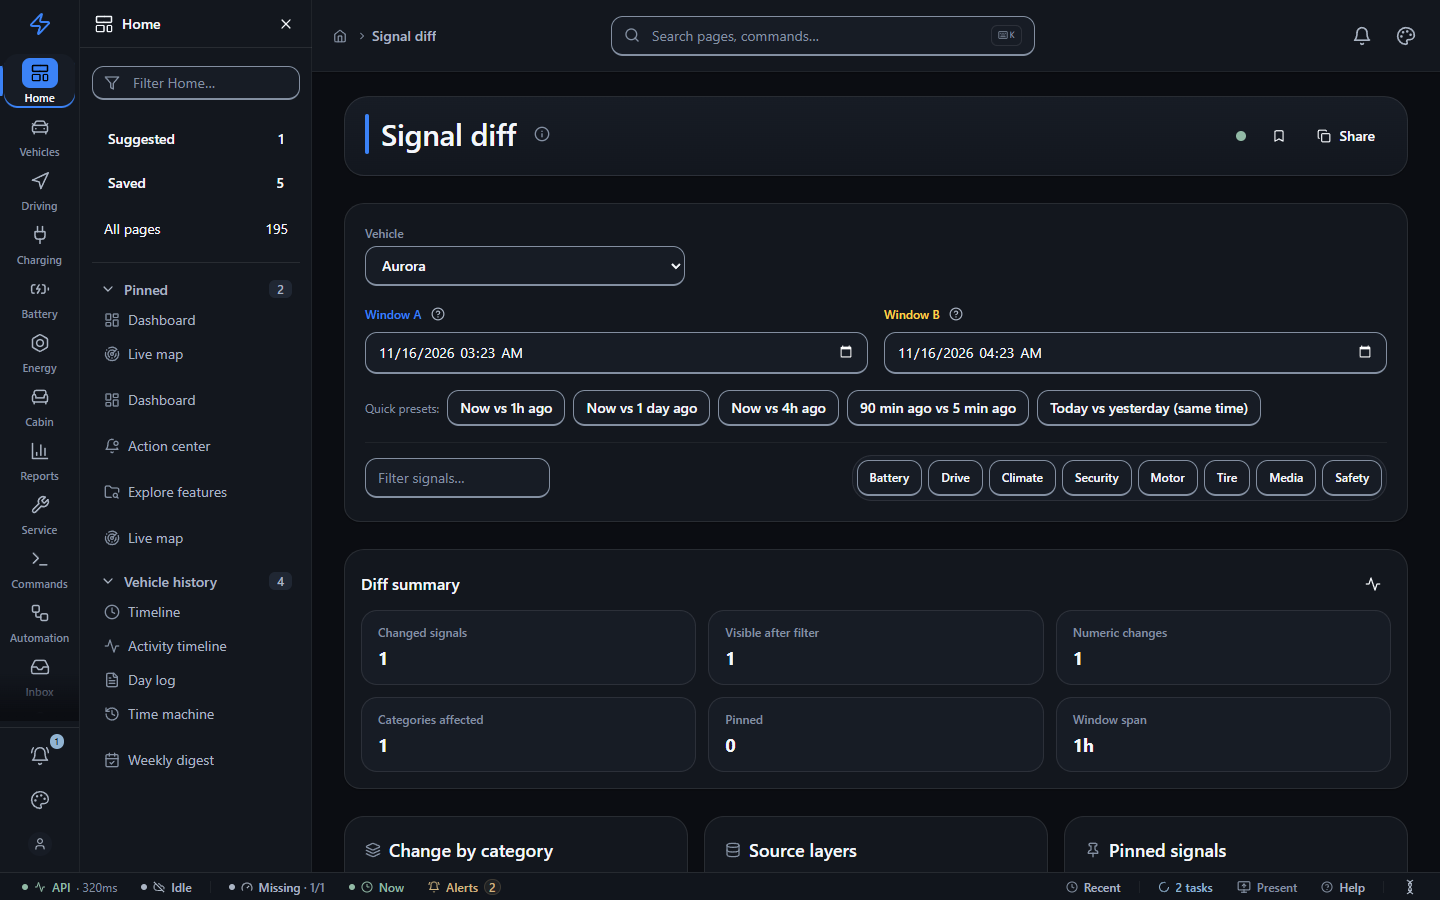 Home
Vehicles
Driving
Charging
Battery
Energy
Cabin
Reports
Service
Commands
Automation
Inbox
1
Home
Filter Home...
Suggested 1
Saved 5
All pages 195
Pinned 2
Dashboard
Live map
Dashboard
Action center
Explore features
Live map
Vehicle history 4
Timeline
Activity timeline
Day log
Time machine
Weekly digest
Signal diff
Search pages, commands...
K
Signal diff
Share
Vehicle
Aurora
Window A
11/16/2026 03:23 AM
Window B
11/16/2026 04:23 AM
Quick presets: Now vs 1h ago Now vs 1 day ago Now vs 4h ago 90 min ago vs 5 min ago Today vs yesterday (same time)
Filter signals...
Battery Drive Climate Security Motor Tire Media Safety
Diff summary
Changed signals
1
Visible after filter
1
Numeric changes
1
Categories affected
1
Pinned
0
Window span
1h
Change by category
Source layers
Pinned signals
API · 320ms Idle Missing · 1/1 Now Alerts 2 Recent 2 tasks Present Help